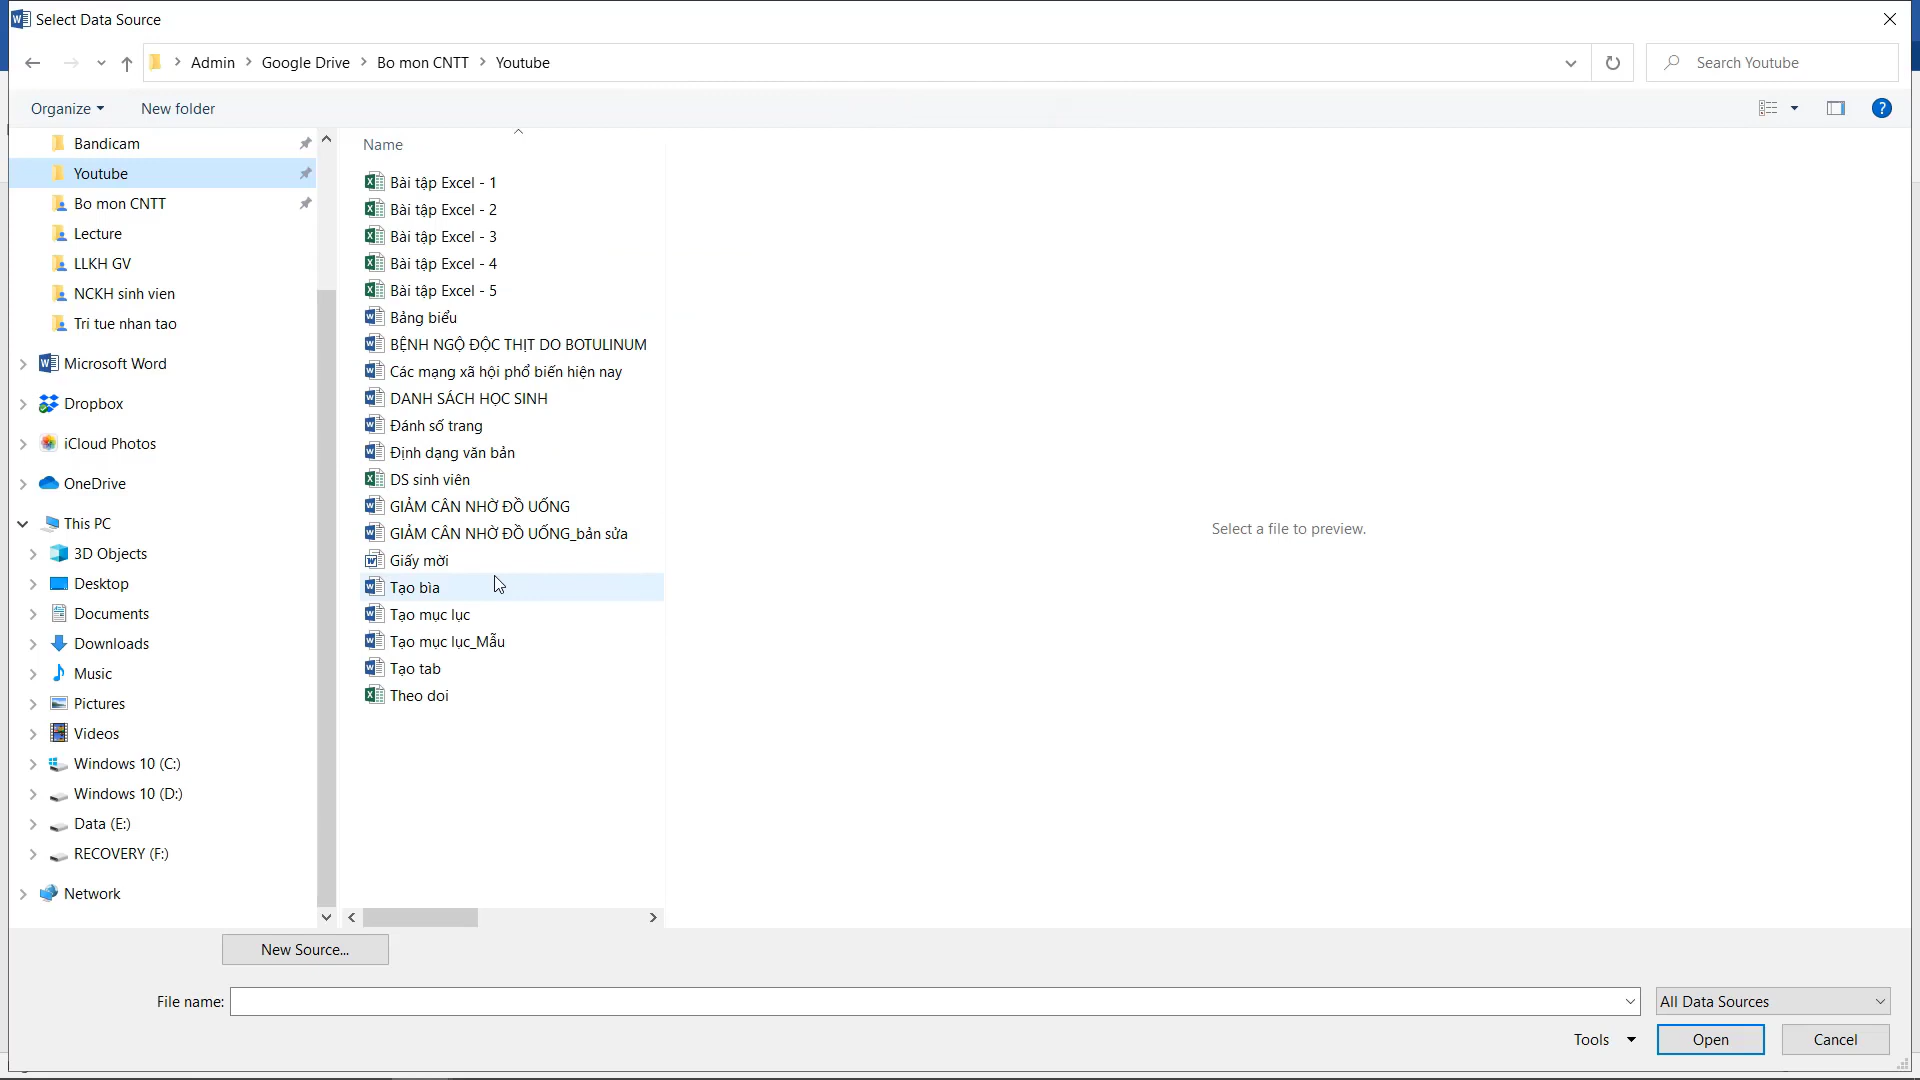 Select Data Source
Admin > Google Drive > Bo mon CNTT > Youtube
Search Youtube
Organize
New folder
Bandicam
Youtube
Bo mon CNTT
Lecture
LLKH GV
NCKH sinh vien
Tri tue nhan tao
Microsoft Word
Dropbox
iCloud Photos
OneDrive
This PC
3D Objects
Desktop
Documents
Downloads
Music
Pictures
Videos
Windows 10 (C:)
Windows 10 (D:)
Data (E:)
RECOVERY (F:)
Network
Name
Bài tập Excel - 1
Bài tập Excel - 2
Bài tập Excel - 3
Bài tập Excel - 4
Bài tập Excel - 5
Bảng biểu
BỆNH NGỘ ĐỘC THỊT DO BOTULINUM
Các mạng xã hội phổ biến hiện nay
DANH SÁCH HỌC SINH
Đánh số trang
Định dạng văn bản
DS sinh viên
GIẢM CÂN NHỜ ĐỒ UỐNG
GIẢM CÂN NHỜ ĐỒ UỐNG_bản sửa
Giấy mời
Tạo bìa
Tạo mục lục
Tạo mục lục_Mẫu
Tạo tab
Theo doi
Select a file to preview.
New Source...
File name:
All Data Sources
Tools
Open
Cancel